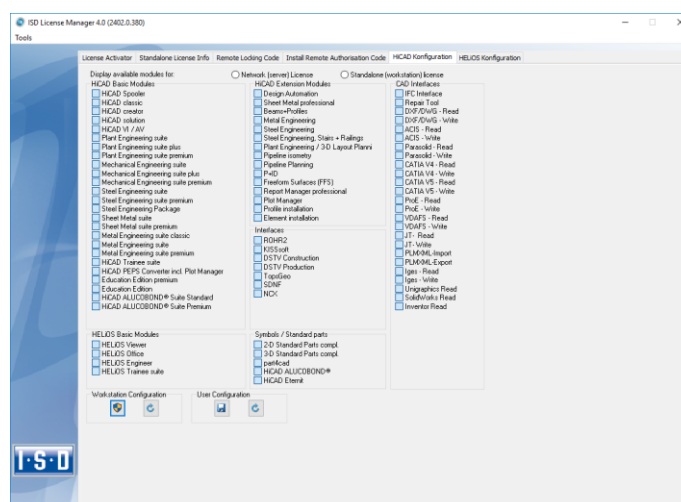 ISD License Manager 4.0 (2402.0.380)
Tools
License Activator Standalone License Info Remote Locking Code Install Remote Authorisation Code HiCAD Konfiguration HELiOS Konfiguration
Display available modules for: Network (server) License Standalone (workstation) license
HiCAD Basic Modules
HiCAD Spooler
HiCAD classic
HiCAD creator
HiCAD solution
HiCAD VI / AV
Plant Engineering suite
Plant Engineering suite plus
Plant Engineering suite premium
Mechanical Engineering suite
Mechanical Engineering suite plus
Mechanical Engineering suite premium
Steel Engineering suite
Steel Engineering suite premium
Steel Engineering Package
Sheet Metal suite
Sheet Metal suite premium
Metal Engineering suite classic
Metal Engineering suite
Metal Engineering suite premium
HiCAD Trainee suite
HiCAD PEPS Converter incl. Plot Manager
Education Edition premium
Education Edition
HiCAD ALUCOBOND® Suite Standard
HiCAD ALUCOBOND® Suite Premium
HiCAD Extension Modules
Design Automation
Sheet Metal professional
Beams+Profiles
Metal Engineering
Steel Engineering
Steel Engineering, Stairs + Railings
Plant Engineering / 3-D Layout Planni
Pipeline isometry
Pipeline Planning
P+ID
Freeform Surfaces (FFS)
Report Manager professional
Plot Manager
Profile installation
Element installation
Interfaces
ROHR2
KISSsoft
DSTV Construction
DSTV Production
TopoGeo
SDNF
NCX
CAD Interfaces
IFC Interface
Repair Tool
DXF/DWG - Read
DXF/DWG - Write
ACIS - Read
ACIS - Write
Parasolid - Read
Parasolid - Write
CATIA V4 - Read
CATIA V4 - Write
CATIA V5 - Read
CATIA V5 - Write
ProE - Read
ProE - Write
VDAFS - Read
VDAFS - Write
JT - Read
JT - Write
PLMXML-Import
PLMXML-Export
Iges - Read
Iges - Write
Unigraphics Read
SolidWorks Read
Inventor Read
HELiOS Basic Modules
HELiOS Viewer
HELiOS Office
HELiOS Engineer
HELiOS Trainee suite
Symbols / Standard parts
2-D Standard Parts compl.
3-D Standard Parts compl.
part4cad
HiCAD ALUCOBOND®
HiCAD Eternit
Workstation Configuration
User Configuration
I·S·D